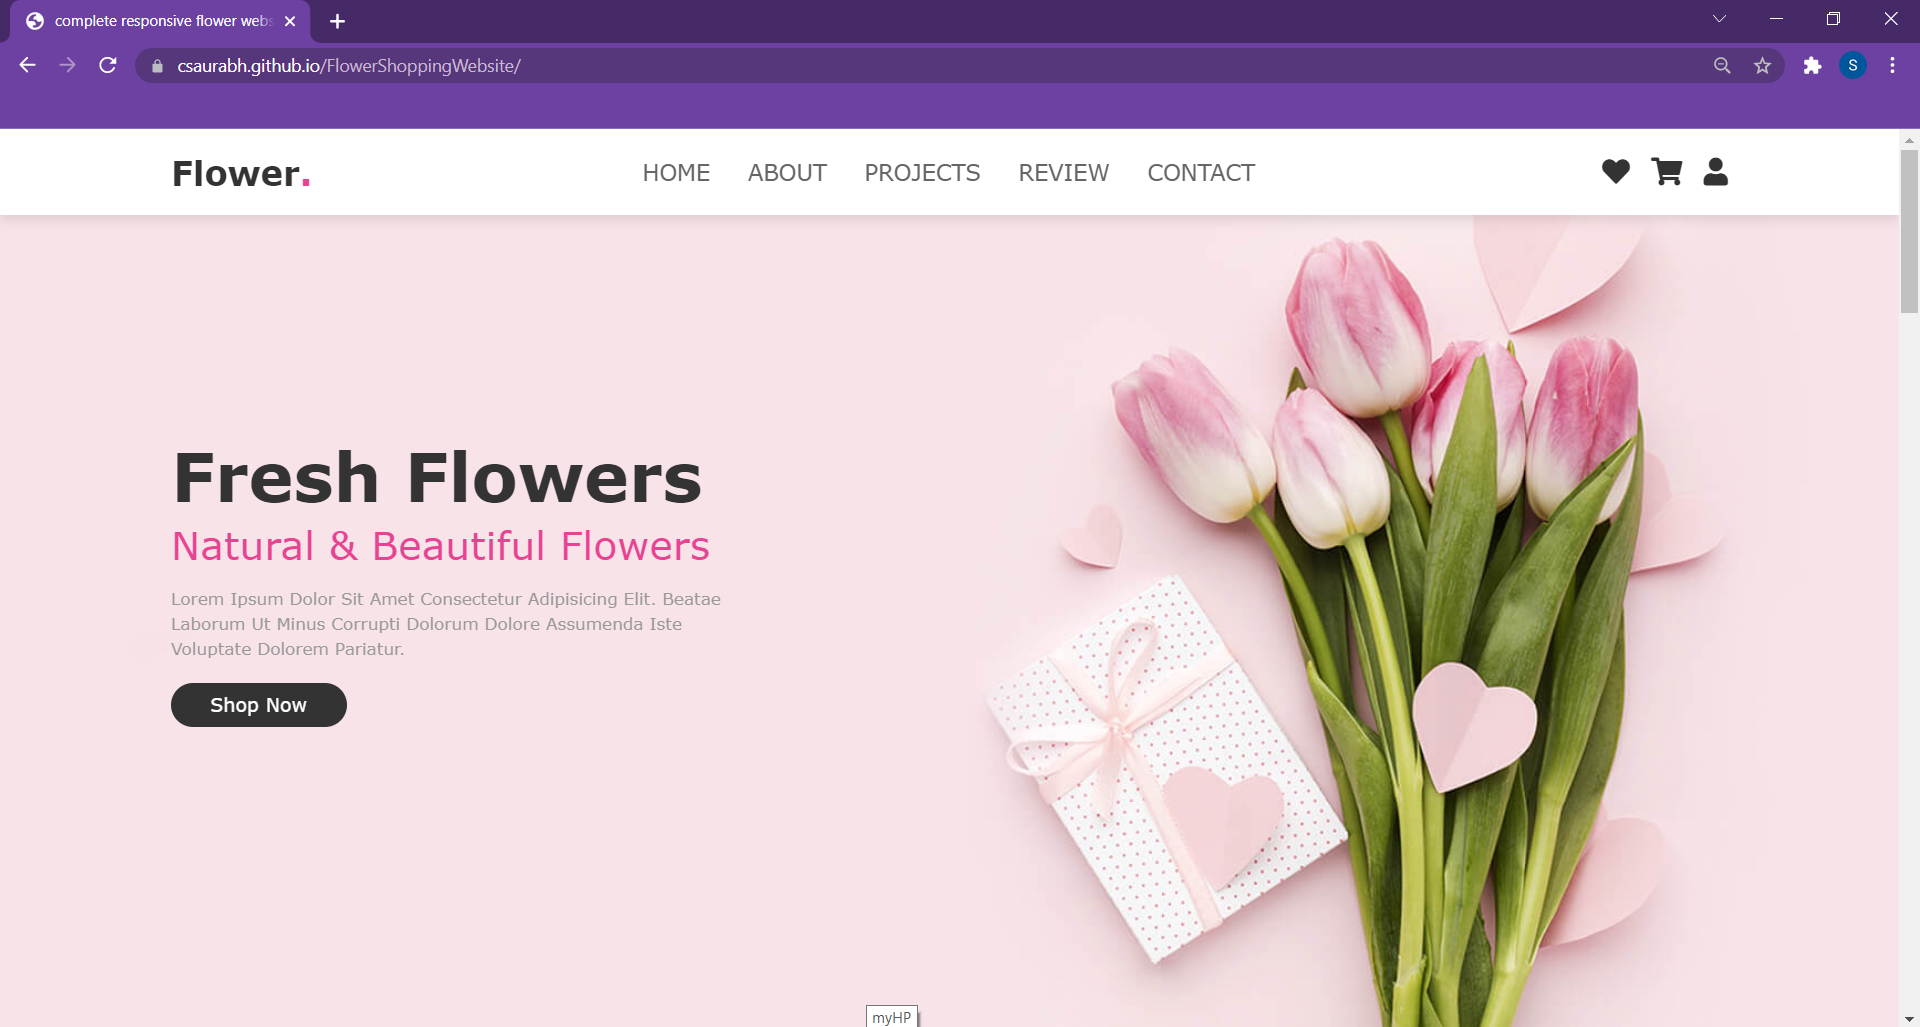 complete responsive flower webs
csaurabh.github.io/FlowerShoppingWebsite/
S
Flower.
HOME ABOUT PROJECTS REVIEW CONTACT
Fresh Flowers
Natural & Beautiful Flowers
Lorem Ipsum Dolor Sit Amet Consectetur Adipisicing Elit. Beatae
Laborum Ut Minus Corrupti Dolorum Dolore Assumenda Iste
Voluptate Dolorem Pariatur.
Shop Now
myHP